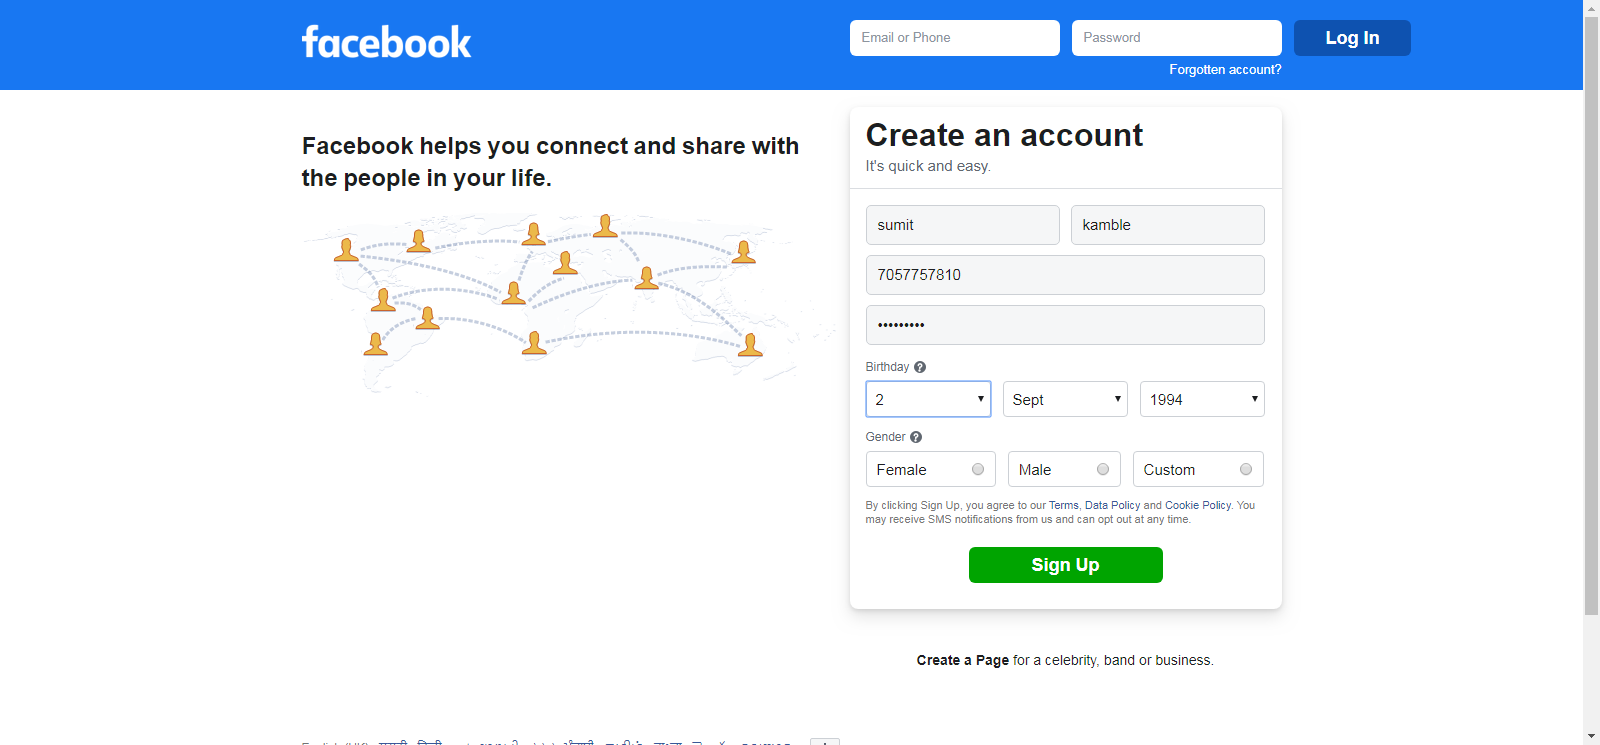 facebook
Email or Phone
Password
Log In
Forgotten account?
Facebook helps you connect and share with
the people in your life.
Create an account
It's quick and easy.
sumit
kamble
7057757810
•••••••••
Birthday ?
2
Sept
1994
Gender ?
Female
Male
Custom
By clicking Sign Up, you agree to our Terms, Data Policy and Cookie Policy. You
may receive SMS notifications from us and can opt out at any time.
Sign Up
Create a Page for a celebrity, band or business.
English (UK) मराठी हिन्दी